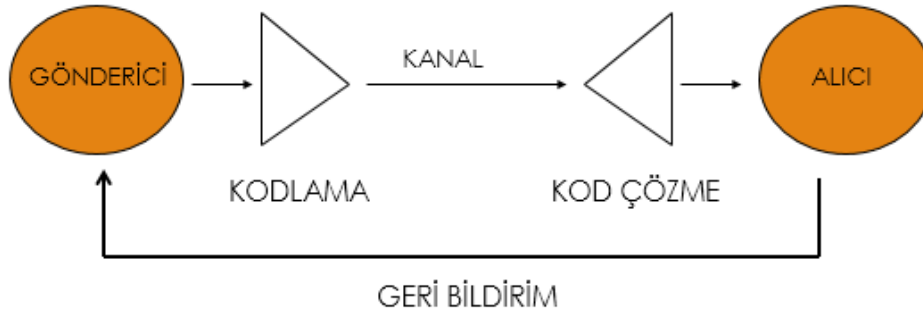 GÖNDERİCİ
KANAL
ALICI
KODLAMA
KOD ÇÖZME
GERİ BİLDİRİM